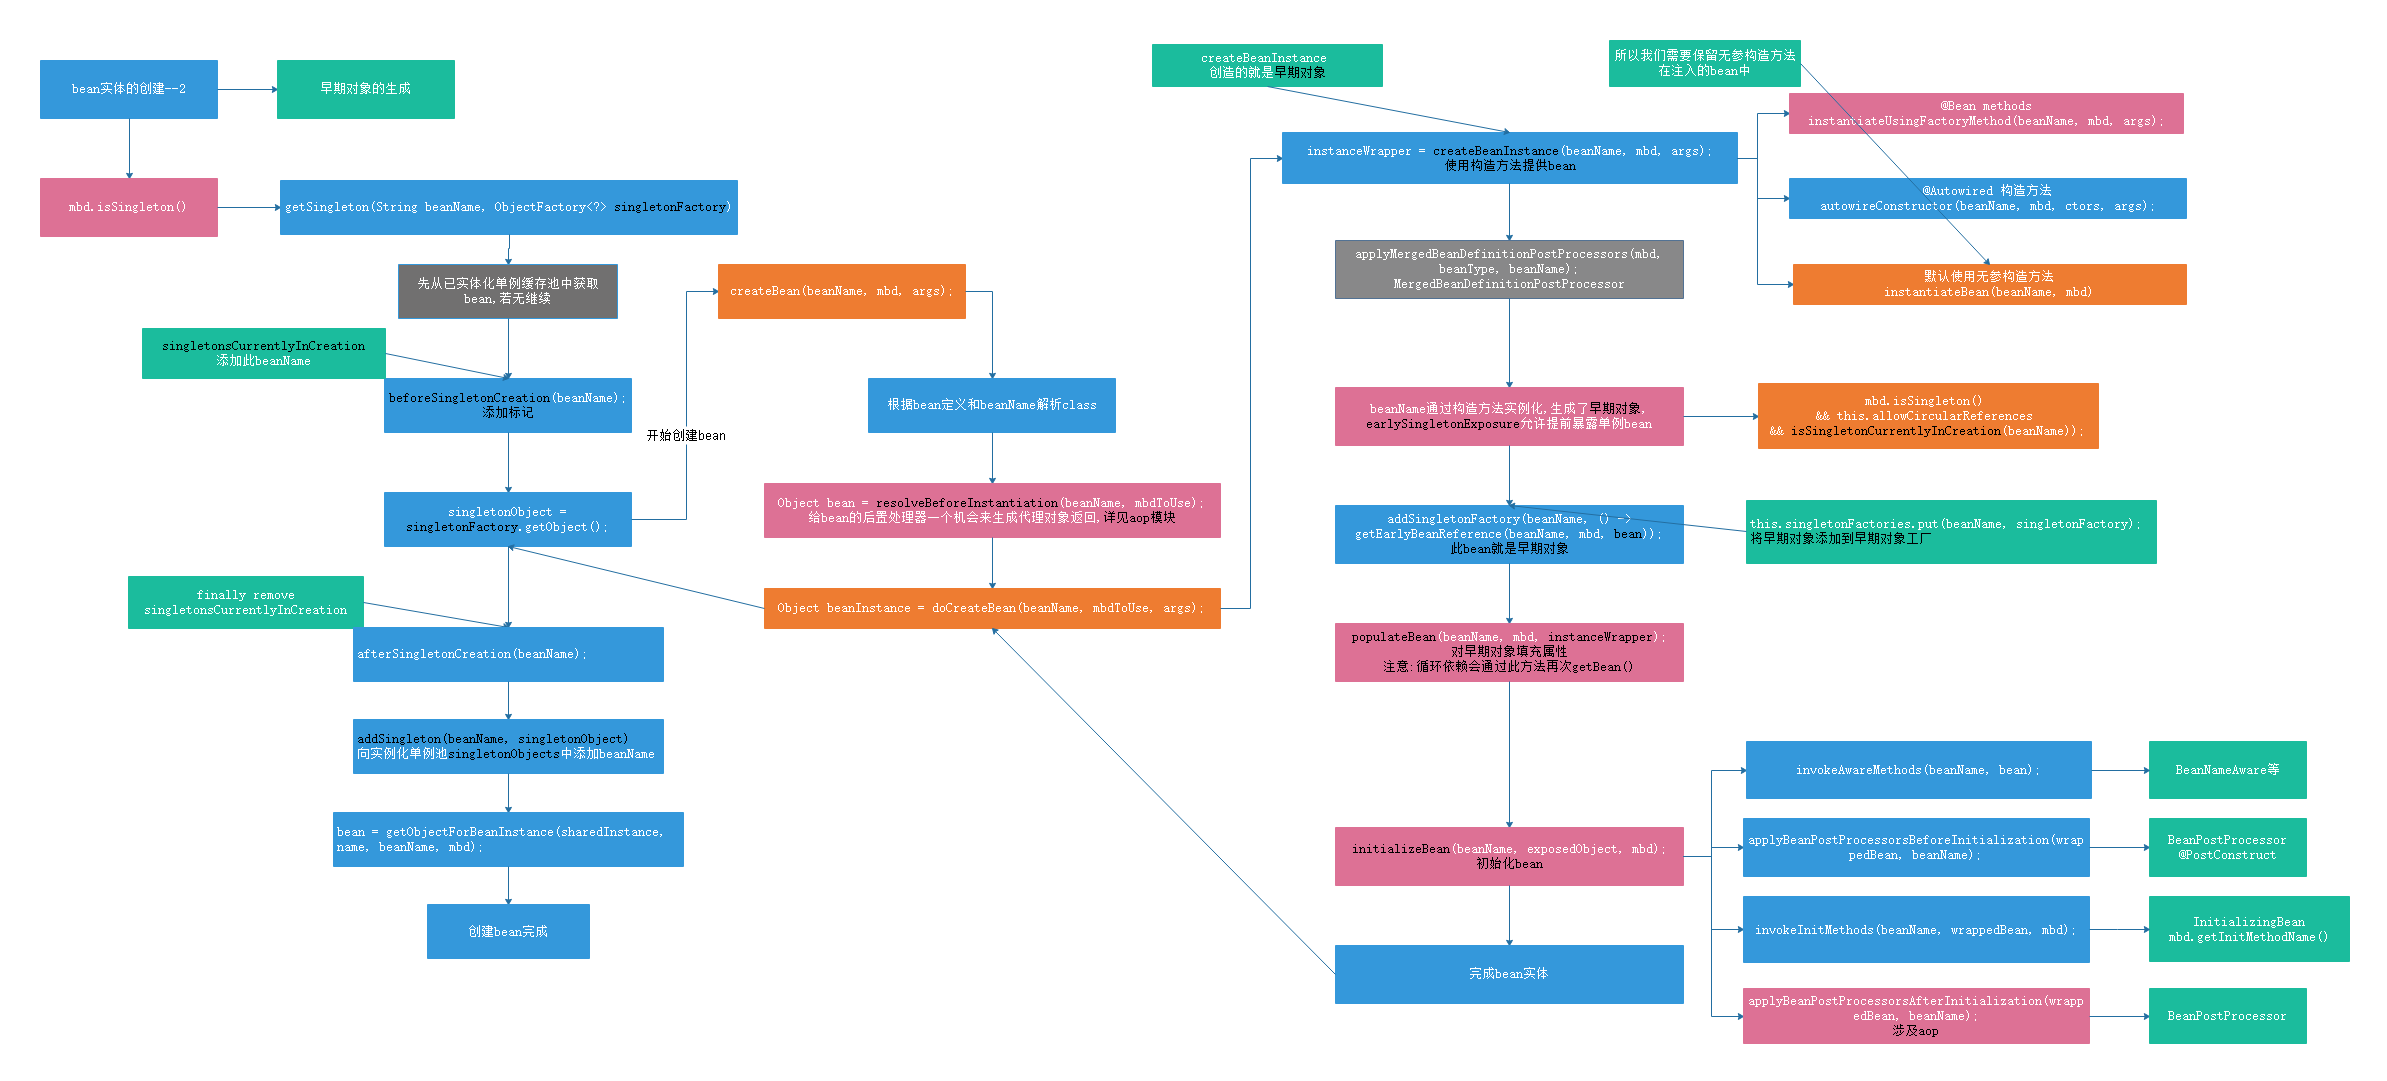 bean实体的创建--2
早期对象的生成
mbd.isSingleton()
getSingleton(String beanName, ObjectFactory<?> singletonFactory)
先从已实体化单例缓存池中获取
bean,若无继续
singletonsCurrentlyInCreation
添加此beanName
beforeSingletonCreation(beanName);
添加标记
singletonObject =
singletonFactory.getObject();
finally remove
singletonsCurrentlyInCreation
afterSingletonCreation(beanName);
addSingleton(beanName, singletonObject)
向实例化单例池singletonObjects中添加beanName
bean = getObjectForBeanInstance(sharedInstance,
name, beanName, mbd);
创建bean完成
开始创建bean
createBean(beanName, mbd, args);
根据bean定义和beanName解析class
Object bean = resolveBeforeInstantiation(beanName, mbdToUse);
给bean的后置处理器一个机会来生成代理对象返回,详见aop模块
Object beanInstance = doCreateBean(beanName, mbdToUse, args);
createBeanInstance
创造的就是早期对象
instanceWrapper = createBeanInstance(beanName, mbd, args);
使用构造方法提供bean
applyMergedBeanDefinitionPostProcessors(mbd,
beanType, beanName);
MergedBeanDefinitionPostProcessor
beanName通过构造方法实例化,生成了早期对象,
earlySingletonExposure允许提前暴露单例bean
addSingletonFactory(beanName, () ->
getEarlyBeanReference(beanName, mbd, bean));
此bean就是早期对象
populateBean(beanName, mbd, instanceWrapper);
对早期对象填充属性
注意:循环依赖会通过此方法再次getBean()
initializeBean(beanName, exposedObject, mbd);
初始化bean
完成bean实体
所以我们需要保留无参构造方法
在注入的bean中
@Bean methods
instantiateUsingFactoryMethod(beanName, mbd, args);
@Autowired 构造方法
autowireConstructor(beanName, mbd, ctors, args);
默认使用无参构造方法
instantiateBean(beanName, mbd)
mbd.isSingleton()
&& this.allowCircularReferences
&& isSingletonCurrentlyInCreation(beanName));
this.singletonFactories.put(beanName, singletonFactory);
将早期对象添加到早期对象工厂
invokeAwareMethods(beanName, bean);
BeanNameAware等
applyBeanPostProcessorsBeforeInitialization(wrap
pedBean, beanName);
BeanPostProcessor
@PostConstruct
invokeInitMethods(beanName, wrappedBean, mbd);
InitializingBean
mbd.getInitMethodName()
applyBeanPostProcessorsAfterInitialization(wrapp
edBean, beanName);
涉及aop
BeanPostProcessor